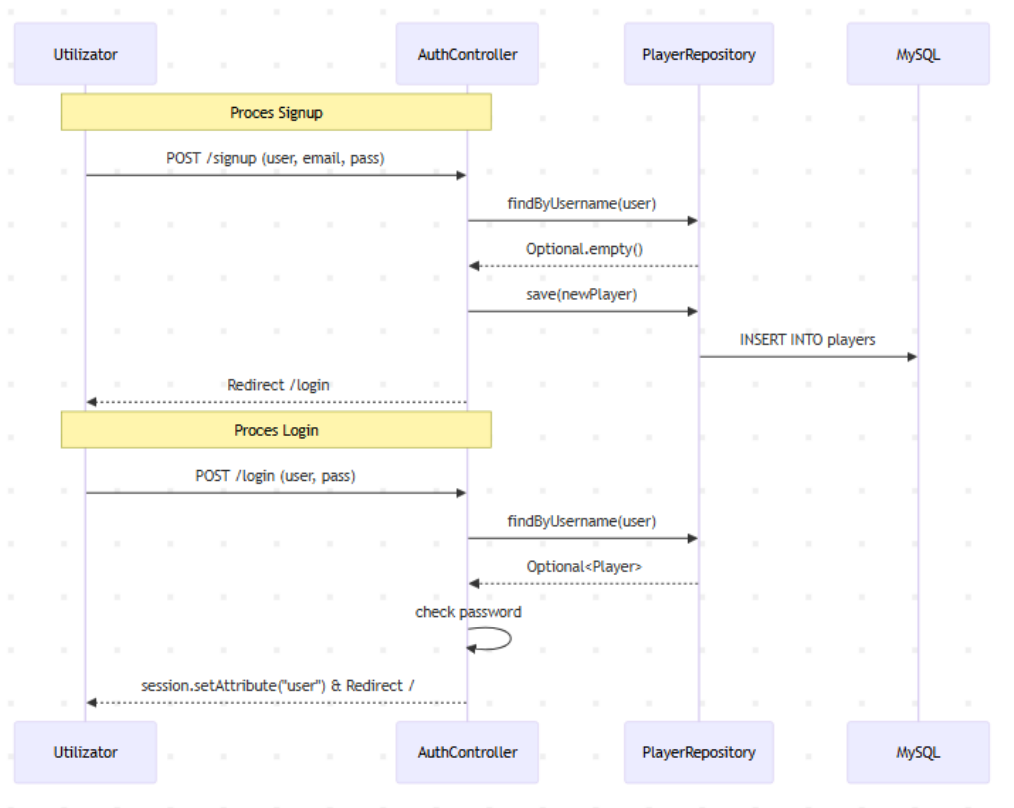 Utilizator
AuthController
PlayerRepository
MySQL
Proces Signup
POST /signup (user, email, pass)
findByUsername(user)
Optional.empty()
save(newPlayer)
INSERT INTO players
Redirect /login
Proces Login
POST /login (user, pass)
findByUsername(user)
Optional<Player>
check password
session.setAttribute("user") & Redirect /
Utilizator
AuthController
PlayerRepository
MySQL